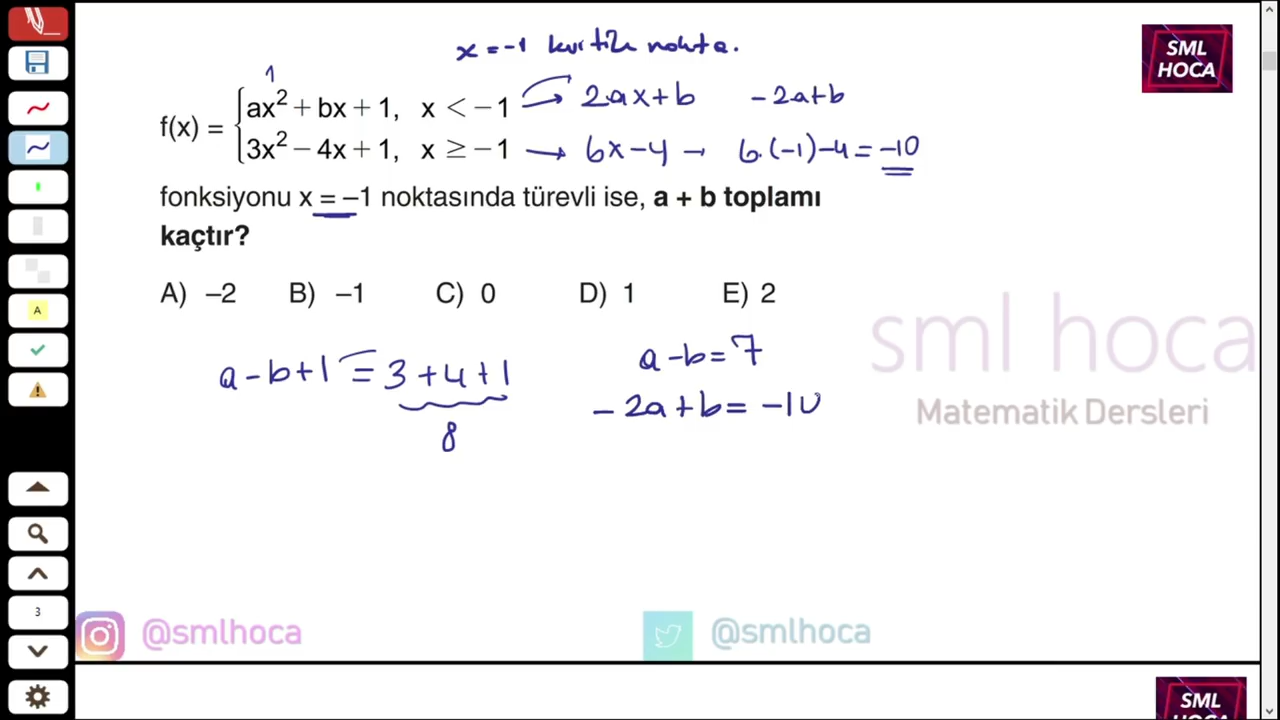 x = -1 kritik nokta.
SML
HOCA
1
f(x) = { ax² + bx + 1, x < −1 → 2ax+b -2a+b
3x² − 4x + 1, x ≥ −1 → 6x-4 → 6.(-1)-4 = -10
fonksiyonu x = −1 noktasında türevli ise, a + b toplamı
kaçtır?
A) –2 B) –1 C) 0 D) 1 E) 2
sml hoca
Matematik Dersleri
a-b+1 = 3+4+1
8
a-b=7
-2a+b=-10
A
3
@smlhoca @smlhoca
SML
HOCA